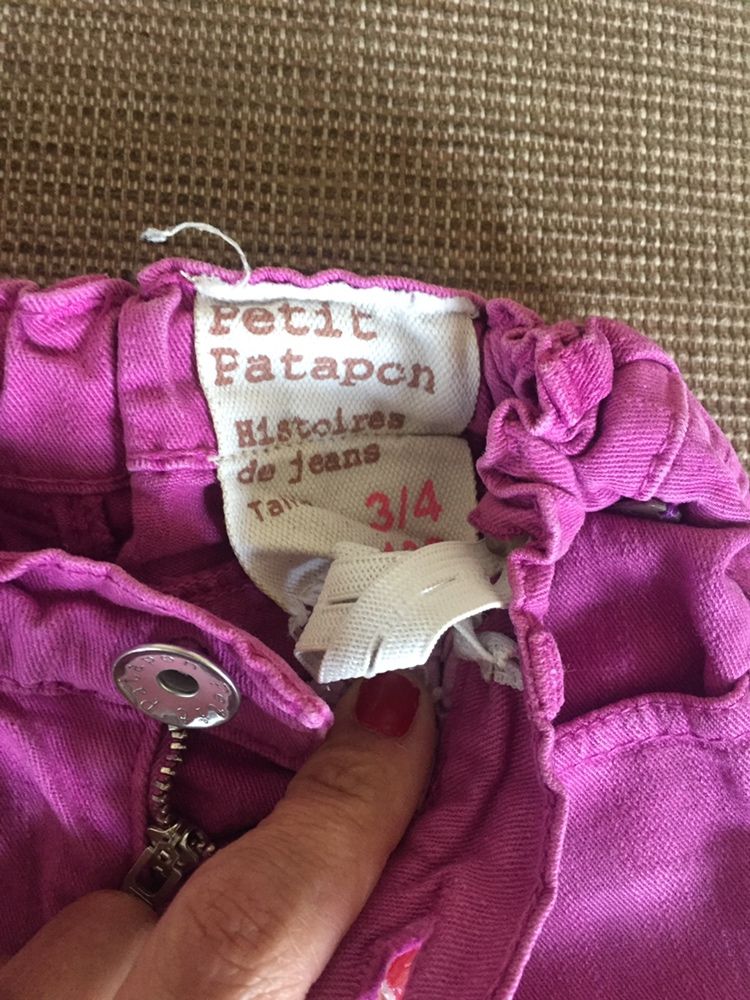 Petit
Patapon
Histoires
de jeans
3/4